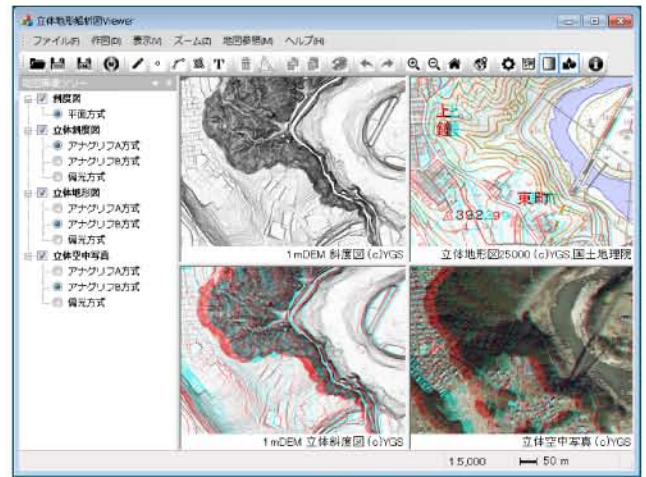 立体地形解析図Viewer
ファイル(F) 作図(D) 表示(V) ズーム(Z) 地図参照(M) ヘルプ(H)
斜度図
平面方式
立体斜度図
アナグリフA方式
アナグリフB方式
偏光方式
立体地形図
アナグリフA方式
アナグリフB方式
偏光方式
立体空中写真
アナグリフA方式
アナグリフB方式
偏光方式
1mDEM 斜度図 (c)YGS
上
鐘
東町
392
立体地形図25000 (c)YGS,国土地理院
1mDEM 立体斜度図 (c)YGS
立体空中写真 (c)YGS
1:5,000 50 m